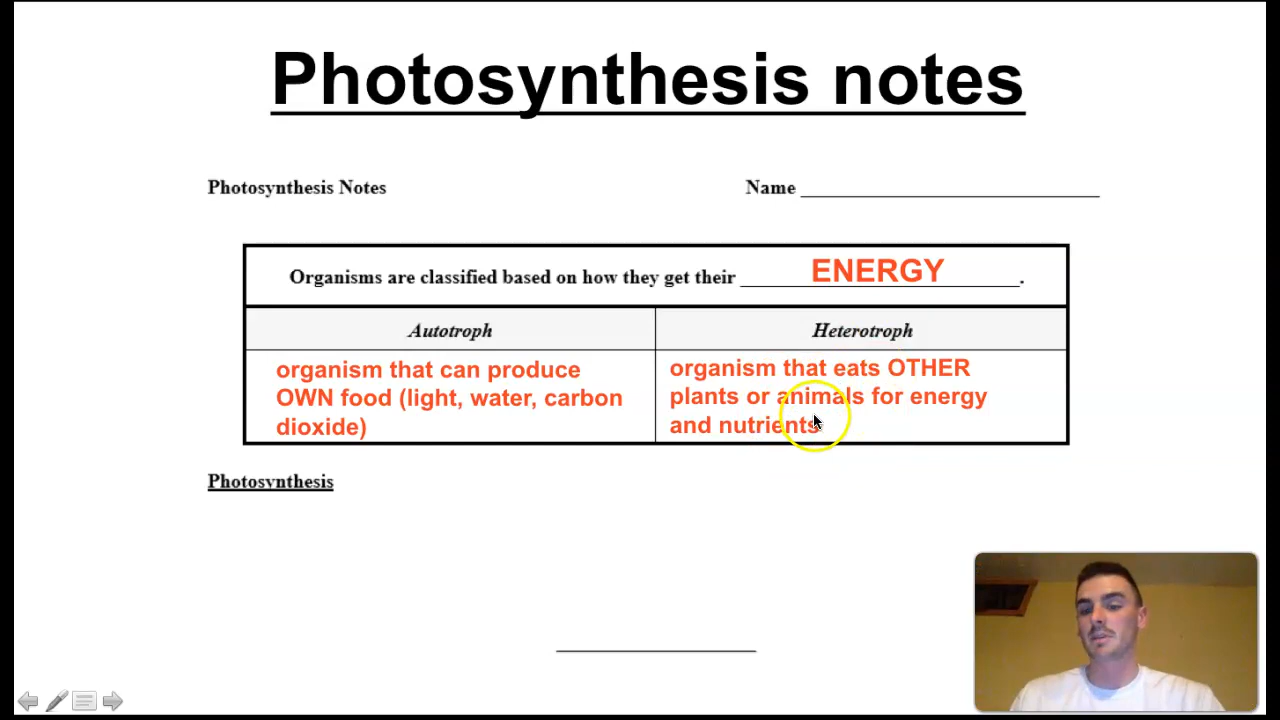 Photosynthesis notes
Photosynthesis Notes
Name
Organisms are classified based on how they get their ENERGY.
Autotroph
Heterotroph
organism that can produce
OWN food (light, water, carbon
dioxide)
organism that eats OTHER
plants or animals for energy
and nutrients
Photosynthesis